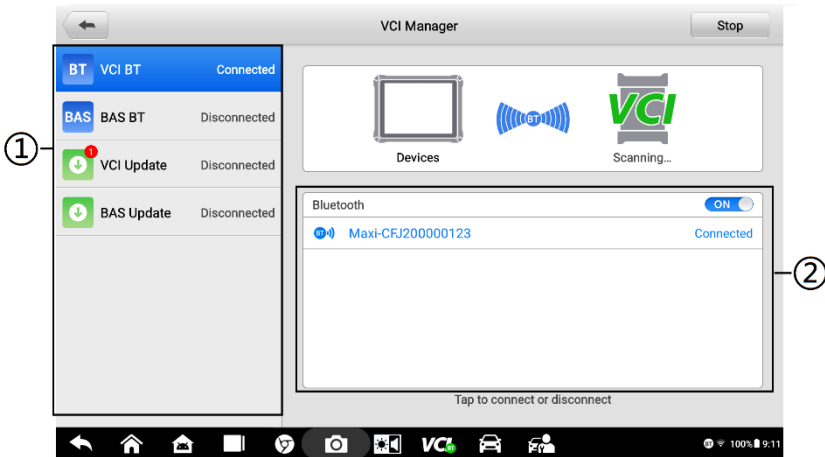 VCI Manager
Stop
BT VCI BT Connected
BAS BAS BT Disconnected
1
VCI Update Disconnected
BAS Update Disconnected
①
BT
VCI
Devices
Scanning...
Bluetooth ON
BT Maxi-CFJ200000123 Connected
②
Tap to connect or disconnect
VCI BT
BT 100% 9:11